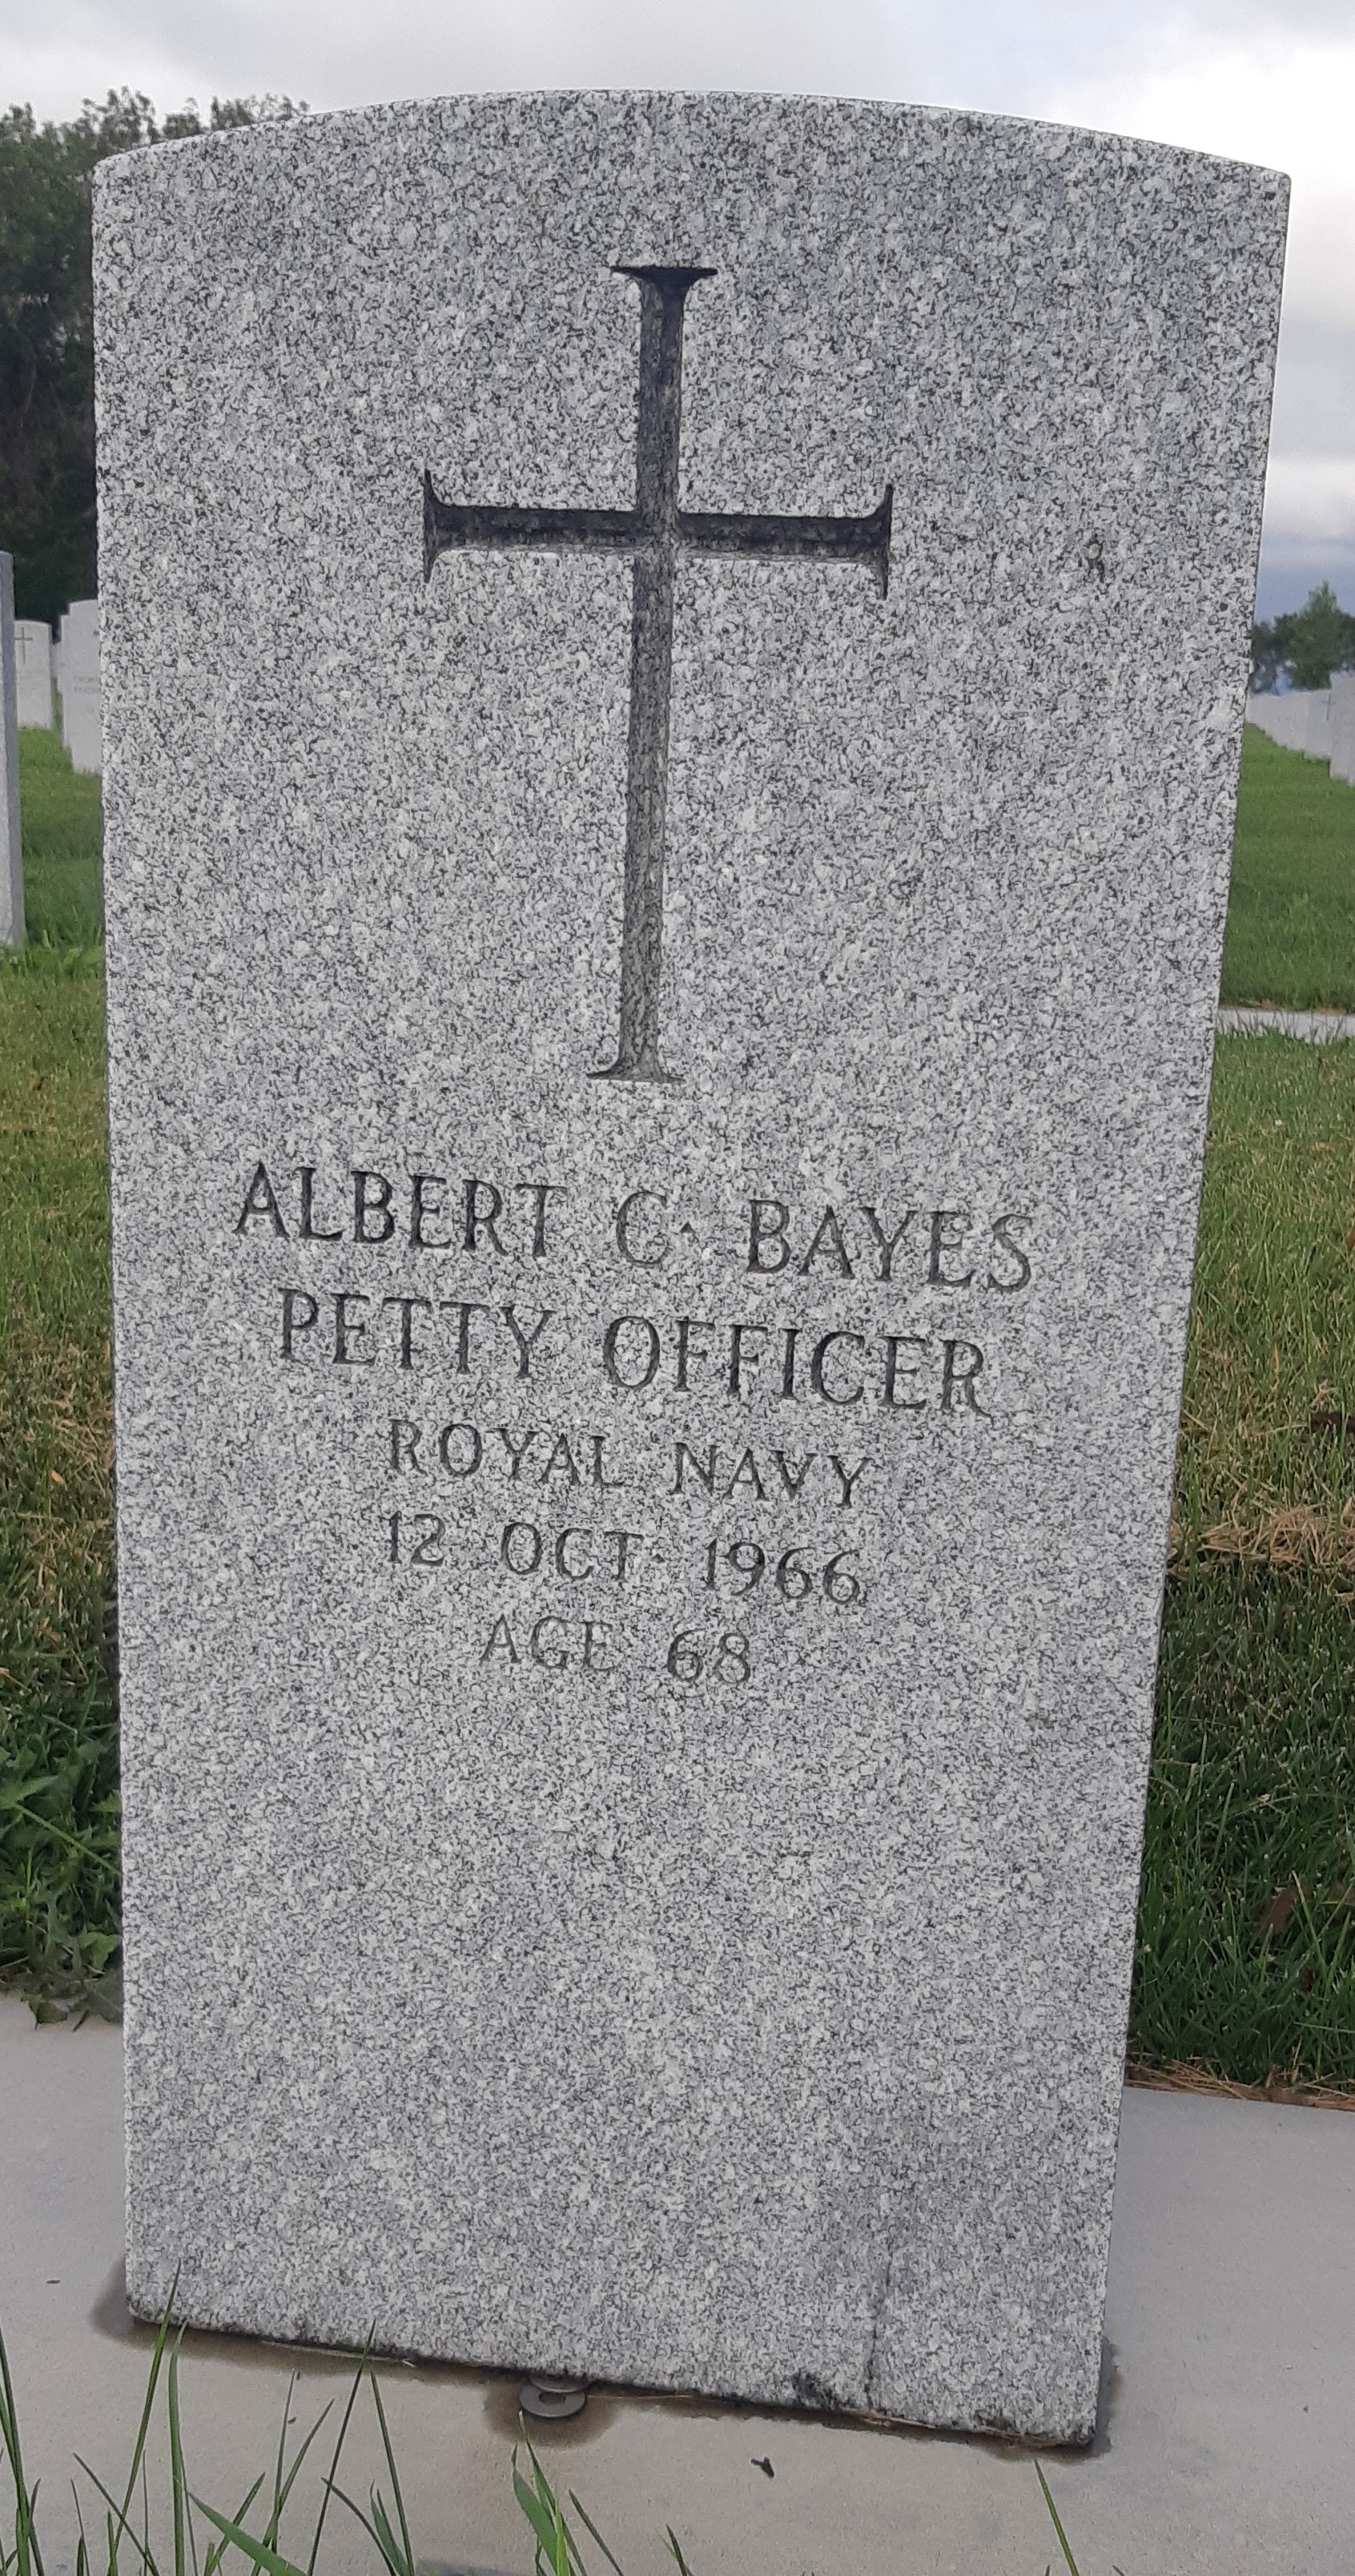 ALBERT C. BAYES
PETTY OFFICER
ROYAL NAVY
12 OCT. 1966
AGE 68